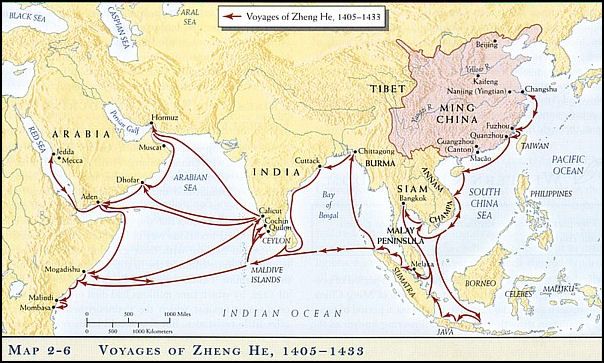 Voyages of Zheng He, 1405–1433
BLACK SEA
CASPIAN SEA
ARAL
SEA
Beijing
Yellow R.
Kaifeng
TIBET
Nanjing (Yingtian)
Changshu
MING
CHINA
Yangtze R.
Hormuz
Persian Gulf
ARABIA
Muscat
RED SEA
Jedda
Mecca
Fuzhou
Quanzhou
TAIWAN
Guangzhou
(Canton)
Macão
Cuttack
Chittagong
BURMA
INDIA
PACIFIC
OCEAN
Dhofar
ARABIAN
SEA
Aden
Bay
of
Bengal
SIAM
Bangkok
ANNAM
CHAMPA
SOUTH
CHINA
SEA
PHILIPPINES
Calicut
Cochin
Quilon
CEYLON
MALAY
PENINSULA
Mogadishu
MALDIVE
ISLANDS
Melaka
SUMATRA
BORNEO
CELEBES
MALUKU
Malindi
Mombasa
0 500 1000 Miles
0 500 1000 Kilometers
INDIAN OCEAN
JAVA
MAP 2-6 VOYAGES OF ZHENG HE, 1405–1433